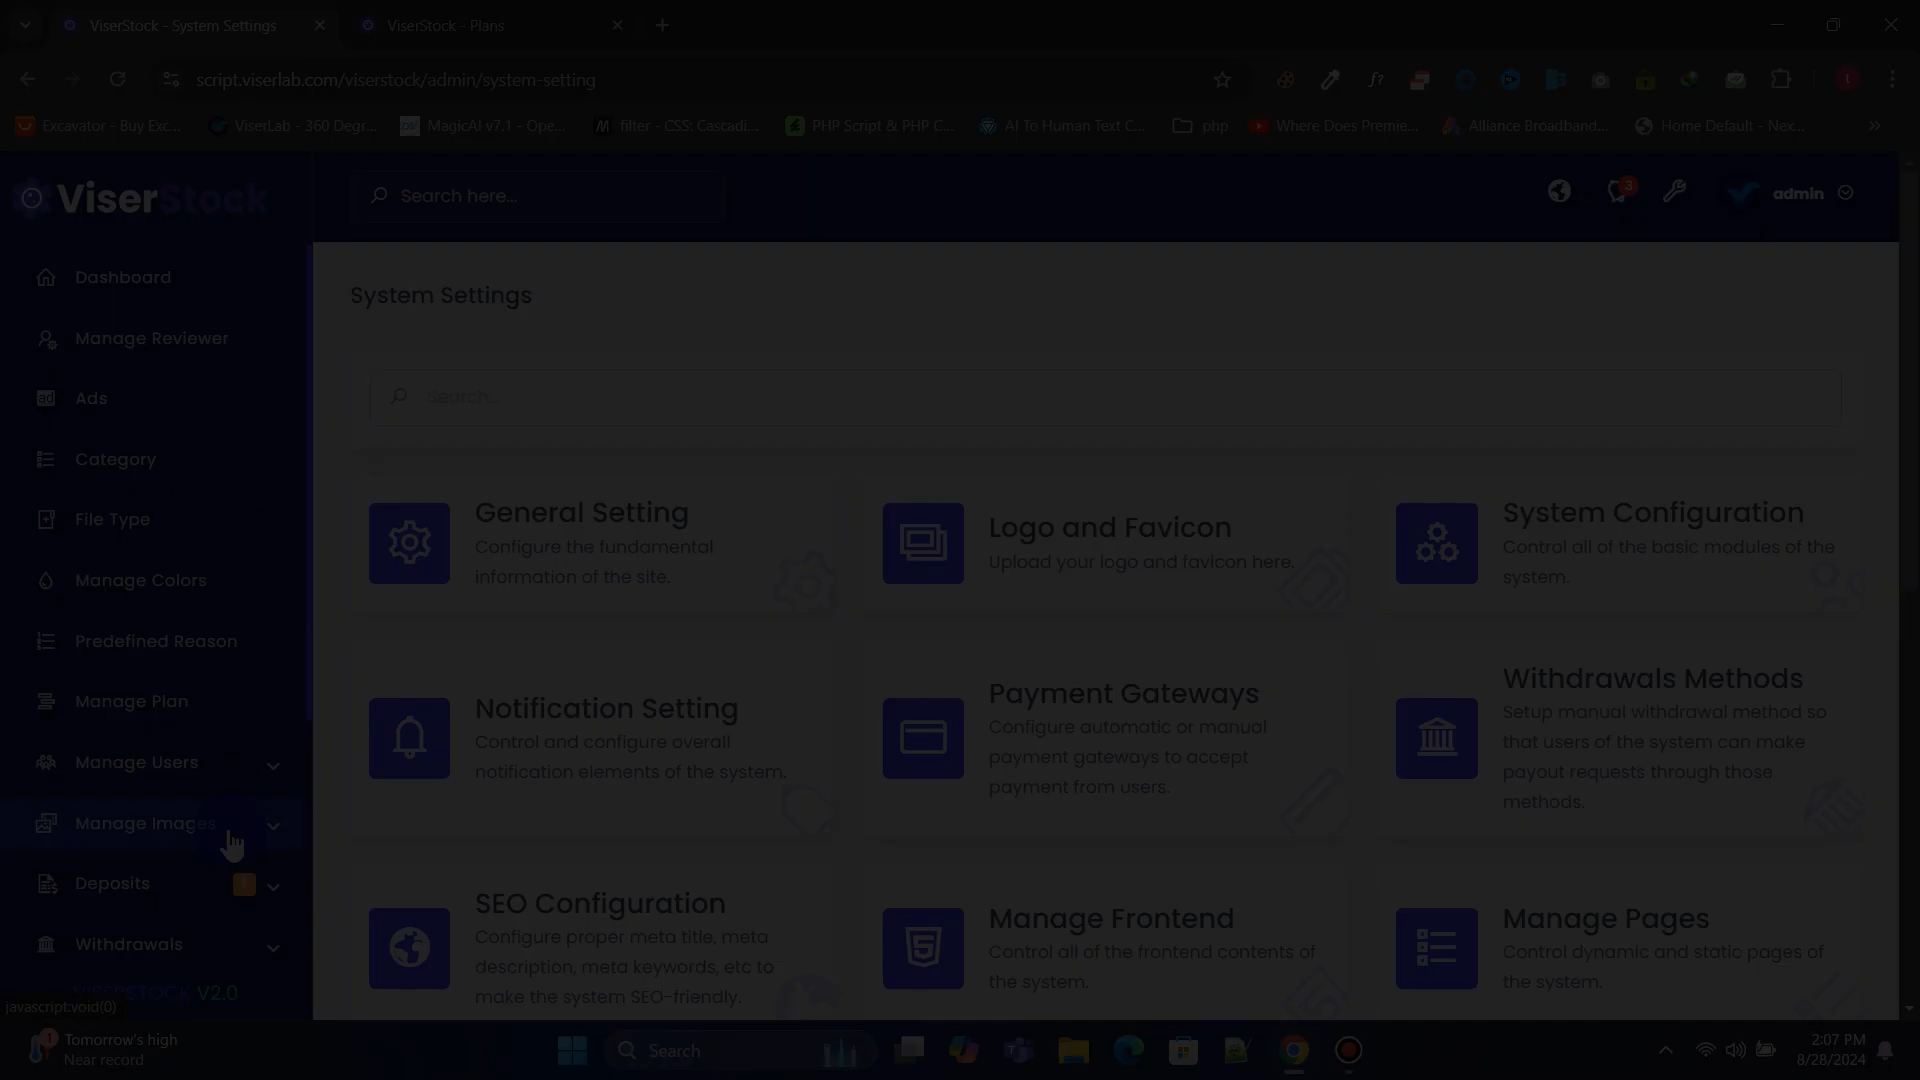 ViserStock - System Settings
ViserStock - Plans
script.viserlab.com/viserstock/admin/system-setting
Excavator - Buy Exc...
ViserLab - 360 Degr...
MagicAI v7.1 - Ope...
filter - CSS: Cascadi...
PHP Script & PHP C...
AI To Human Text C...
php
Where Does Premie...
Alliance Broadband...
Home Default - Nex...
ViserStock
Search here...
3
admin
Dashboard
Manage Reviewer
Ads
Category
File Type
Manage Colors
Predefined Reason
Manage Plan
Manage Users
Manage Images
Deposits
Withdrawals
VISERSTOCK V2.0
javascript:void(0)
System Settings
Search...
General Setting
Configure the fundamental
information of the site.
Logo and Favicon
Upload your logo and favicon here.
System Configuration
Control all of the basic modules of the
system.
Notification Setting
Control and configure overall
notification elements of the system.
Payment Gateways
Configure automatic or manual
payment gateways to accept
payment from users.
Withdrawals Methods
Setup manual withdrawal method so
that users of the system can make
payout requests through those
methods.
SEO Configuration
Configure proper meta title, meta
description, meta keywords, etc to
make the system SEO-friendly.
Manage Frontend
Control all of the frontend contents of
the system.
Manage Pages
Control dynamic and static pages of
the system.
1
Tomorrow's high
Near record
Search
2:07 PM
8/28/2024